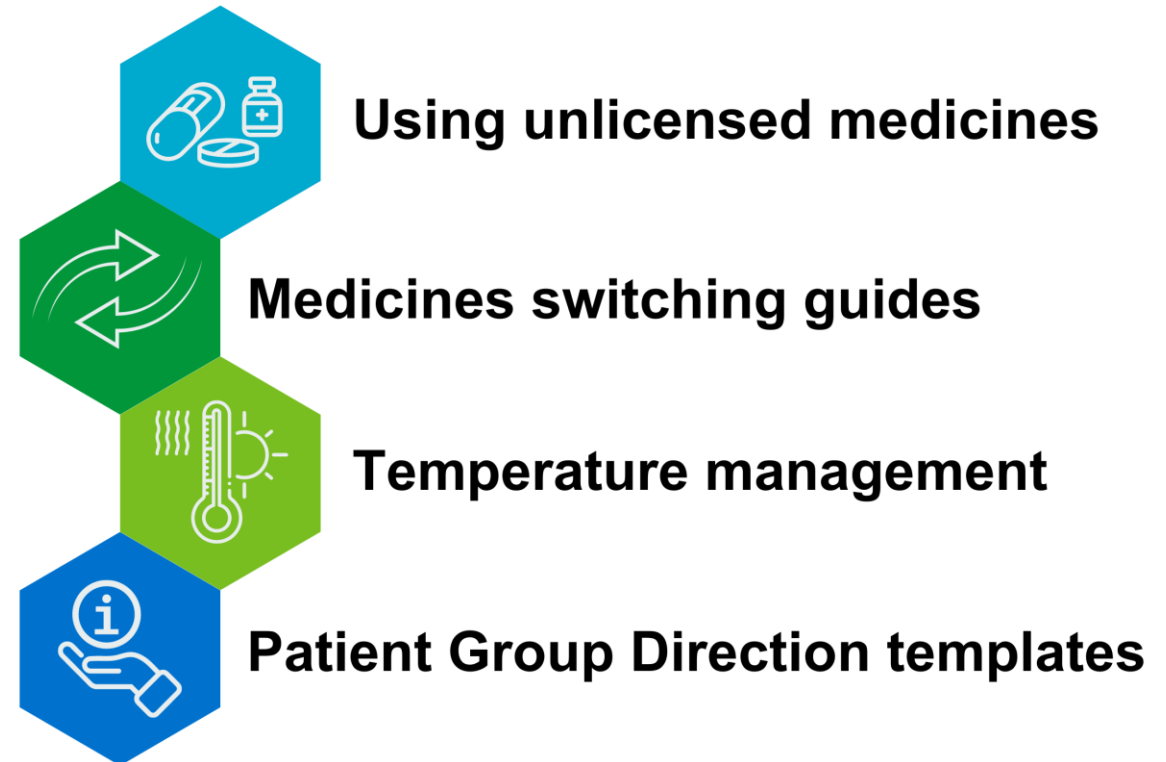 Using unlicensed medicines
Medicines switching guides
Temperature management
Patient Group Direction templates